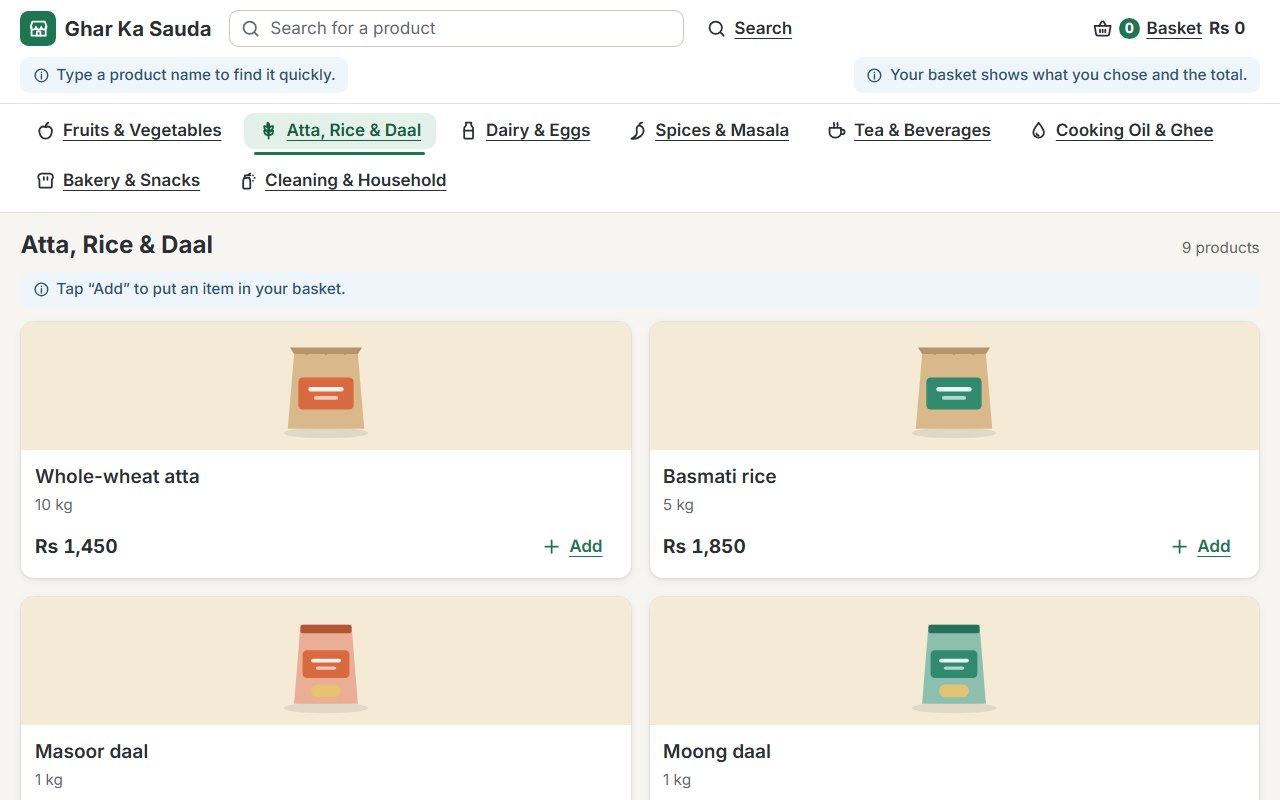 Ghar Ka Sauda
Search for a product
Search
0 Basket Rs 0
Type a product name to find it quickly.
Your basket shows what you chose and the total.
Fruits & Vegetables
Atta, Rice & Daal
Dairy & Eggs
Spices & Masala
Tea & Beverages
Cooking Oil & Ghee
Bakery & Snacks
Cleaning & Household
Atta, Rice & Daal
9 products
Tap “Add” to put an item in your basket.
Whole-wheat atta
10 kg
Rs 1,450
Add
Basmati rice
5 kg
Rs 1,850
Add
Masoor daal
1 kg
Moong daal
1 kg